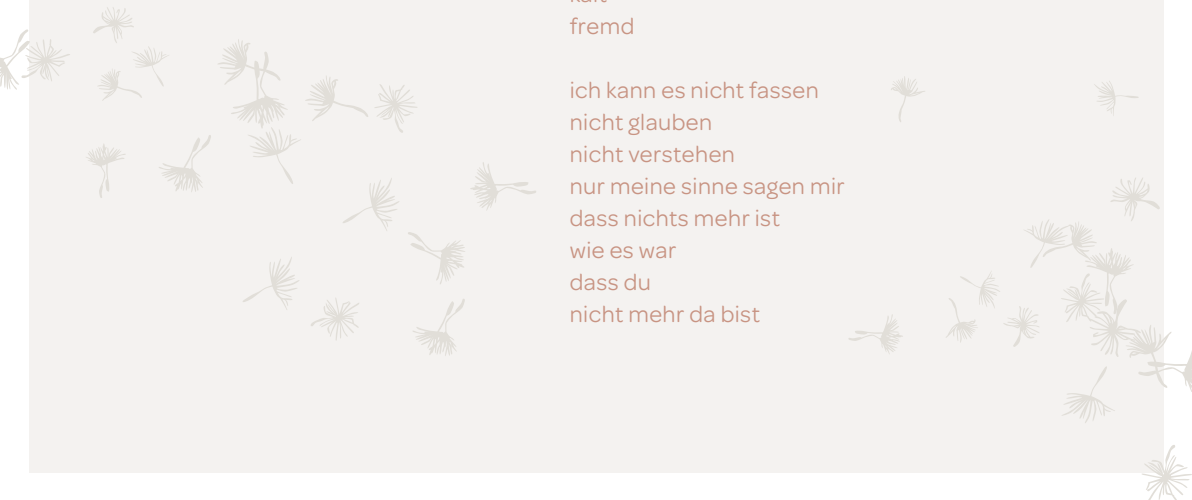 fremd
ich kann es nicht fassen
nicht glauben
nicht verstehen
nur meine sinne sagen mir
dass nichts mehr ist
wie es war
dass du
nicht mehr da bist